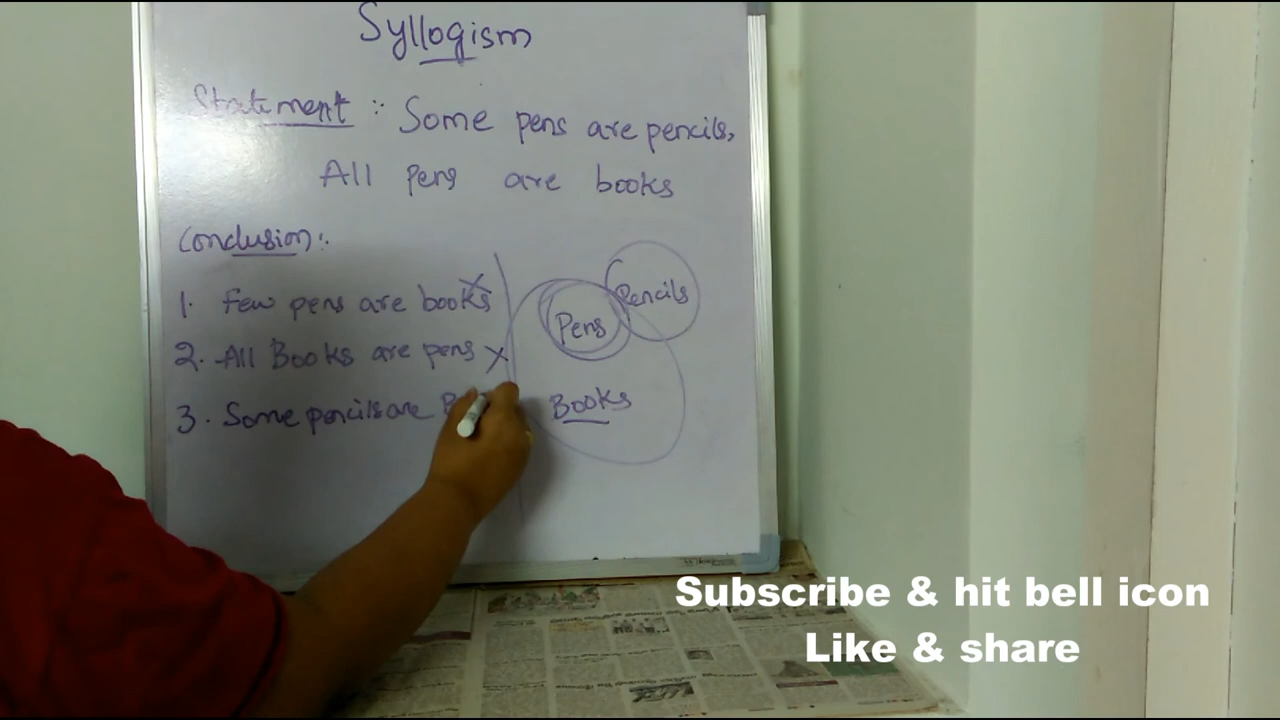 Syllogism
Statement :- Some pens are pencils,
All pens are books
Conclusion:-
1. Few pens are books X
2. All Books are pens X
3. Some pencils are
Pencils
Pens
Books
Subscribe & hit bell icon
Like & share